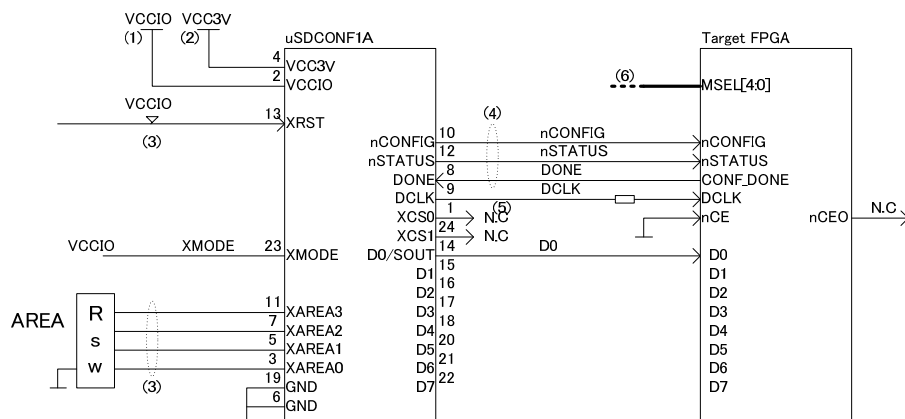 VCCIO VCC3V
(1) (2)
uSDCONF1A
Target FPGA
4 VCC3V
2 VCCIO
(6)
MSEL[4:0]
VCCIO
13 XRST
(3)
(4)
nCONFIG 10 nCONFIG nCONFIG
nSTATUS 12 nSTATUS nSTATUS
DONE 8 DONE CONF_DONE
DCLK 9 DCLK DCLK
(5)
XCS0 1 N.C nCE nCEO N.C
XCS1 24 N.C
VCCIO XMODE 23 XMODE D0/SOUT 14 D0 D0
D1 15 D1
D2 16 D2
AREA
R
s
w
11 XAREA3 D3 17 D3
7 XAREA2 D4 18 D4
5 XAREA1 D5 20 D5
3 XAREA0 D6 21 D6
(3)
19 GND D7 22 D7
6 GND